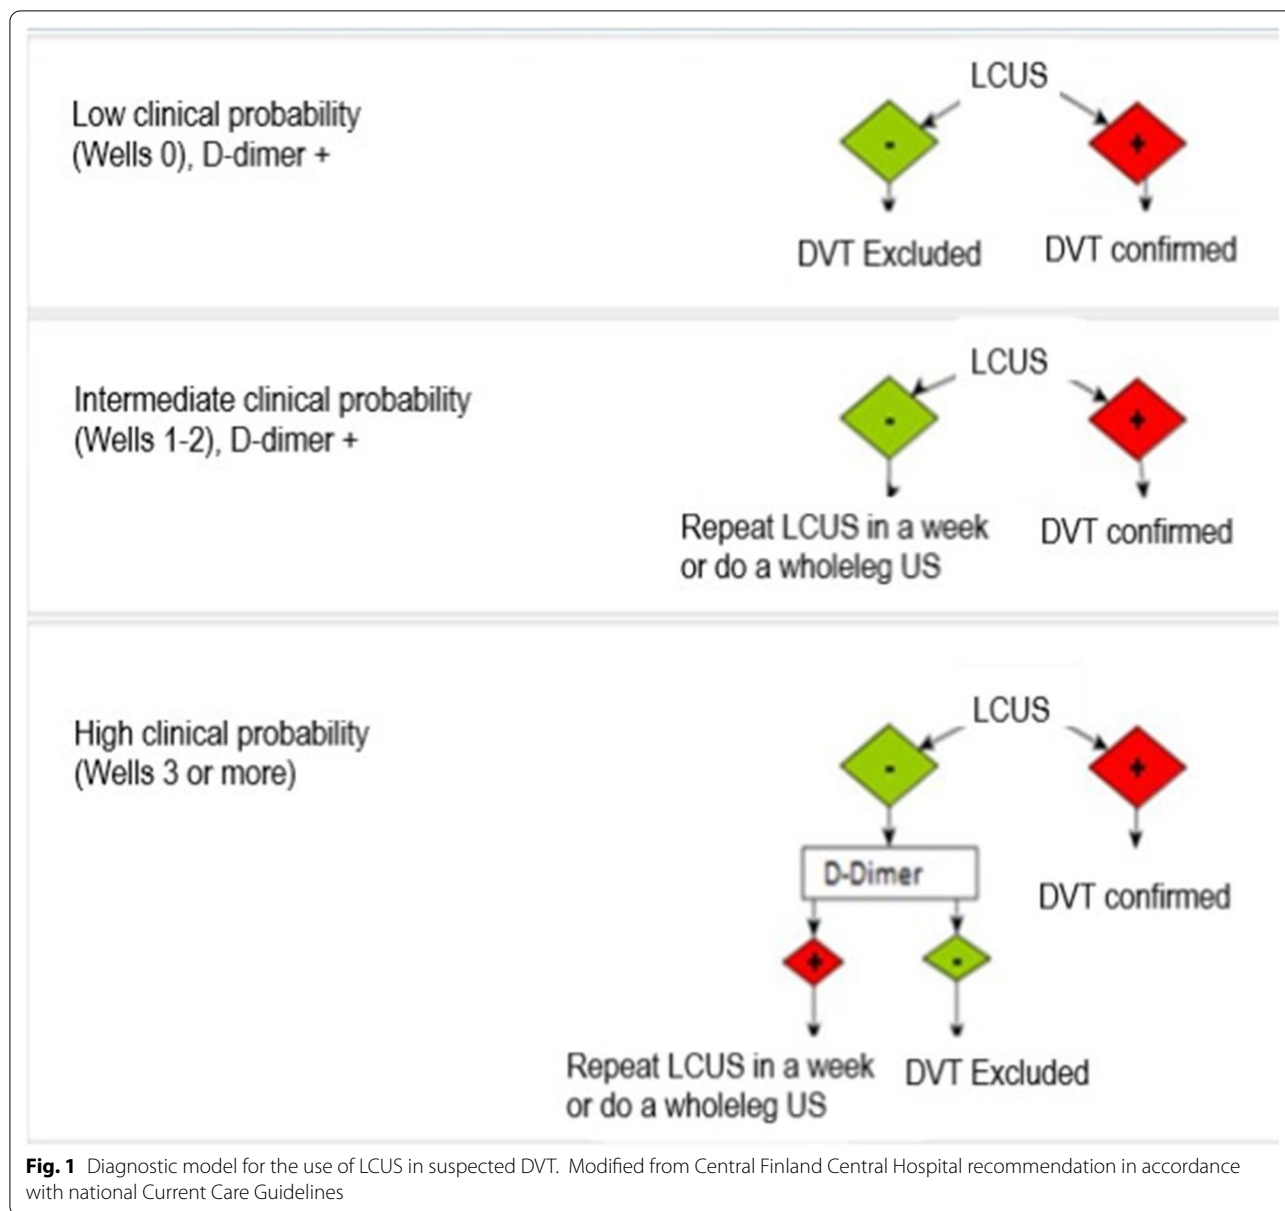 LCUS
Low clinical probability
(Wells 0), D-dimer +
-
+
DVT Excluded
DVT confirmed
LCUS
Intermediate clinical probability
(Wells 1-2), D-dimer +
-
+
Repeat LCUS in a week
or do a wholeleg US
DVT confirmed
LCUS
High clinical probability
(Wells 3 or more)
-
+
D-Dimer
DVT confirmed
+
-
Repeat LCUS in a week
or do a wholeleg US
DVT Excluded
Fig. 1 Diagnostic model for the use of LCUS in suspected DVT. Modified from Central Finland Central Hospital recommendation in accordance
with national Current Care Guidelines